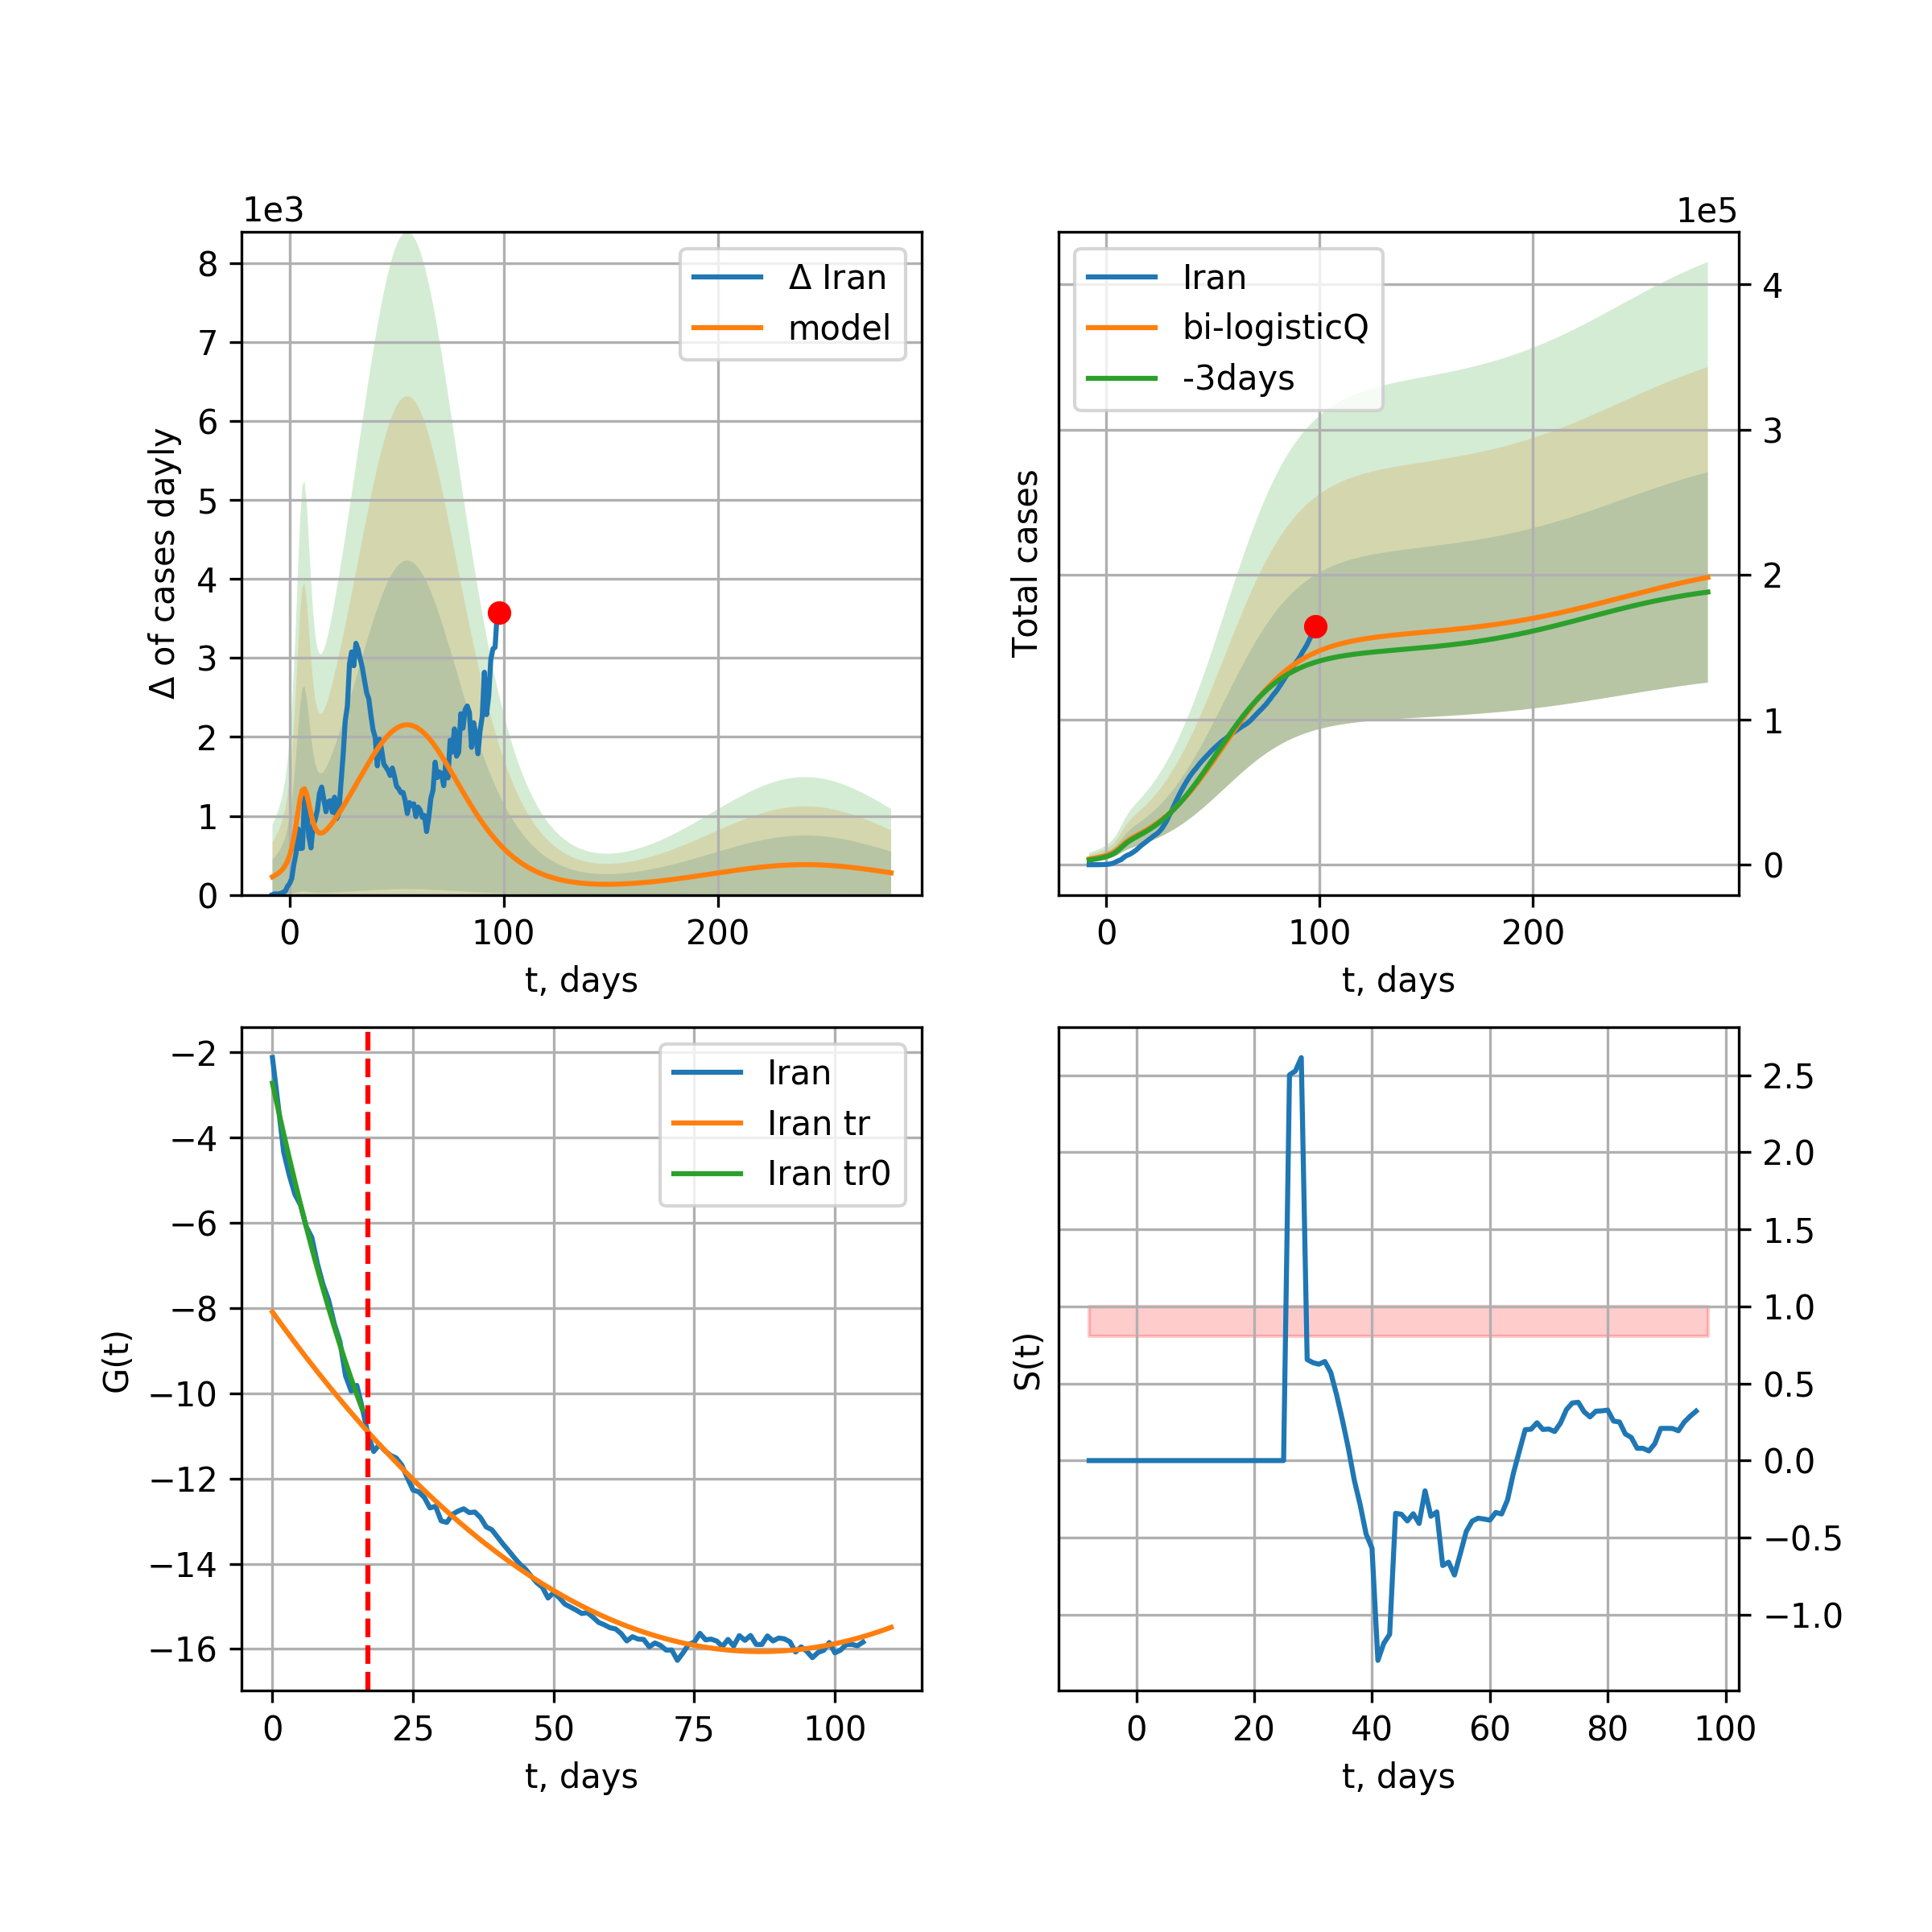 1e3
8
7
6
5
4
3
2
1
0
Δ of cases dayly
Δ Iran
model
0
100
200
t, days
1e5
Iran
bi-logisticQ
-3days
Total cases
4
3
2
1
0
0
100
200
t, days
−2
−4
−6
−8
−10
−12
−14
−16
G(t)
Iran
Iran tr
Iran tr0
0
25
50
75
100
t, days
S(t)
2.5
2.0
1.5
1.0
0.5
0.0
−0.5
−1.0
0
20
40
60
80
100
t, days